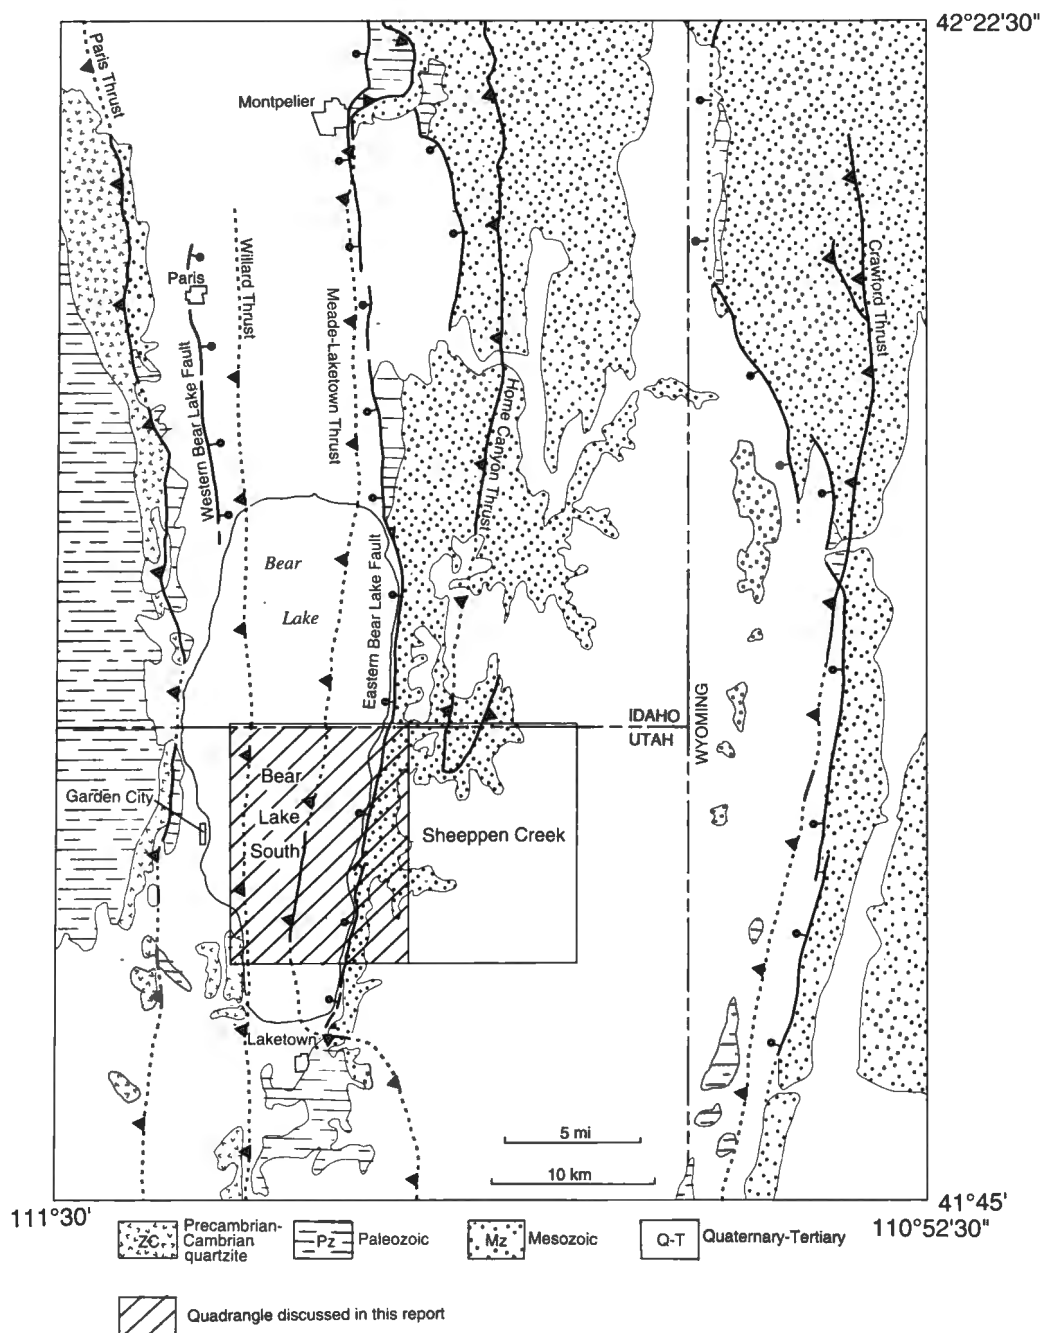 42°22'30"
Paris Thrust
Montpelier
Paris
Willard Thrust
Western Bear Lake Fault
Meade-Laketown Thrust
Home Canyon Thrust
Crawford Thrust
Bear
Lake
Eastern Bear Lake Fault
IDAHO
UTAH
WYOMING
Garden City
Bear
Lake
South
Sheeppen Creek
Laketown
5 mi
10 km
111°30'
41°45'
110°52'30"
ZC Precambrian-
Cambrian
quartzite
Pz Paleozoic
Mz Mesozoic
Q-T Quaternary-Tertiary
Quadrangle discussed in this report